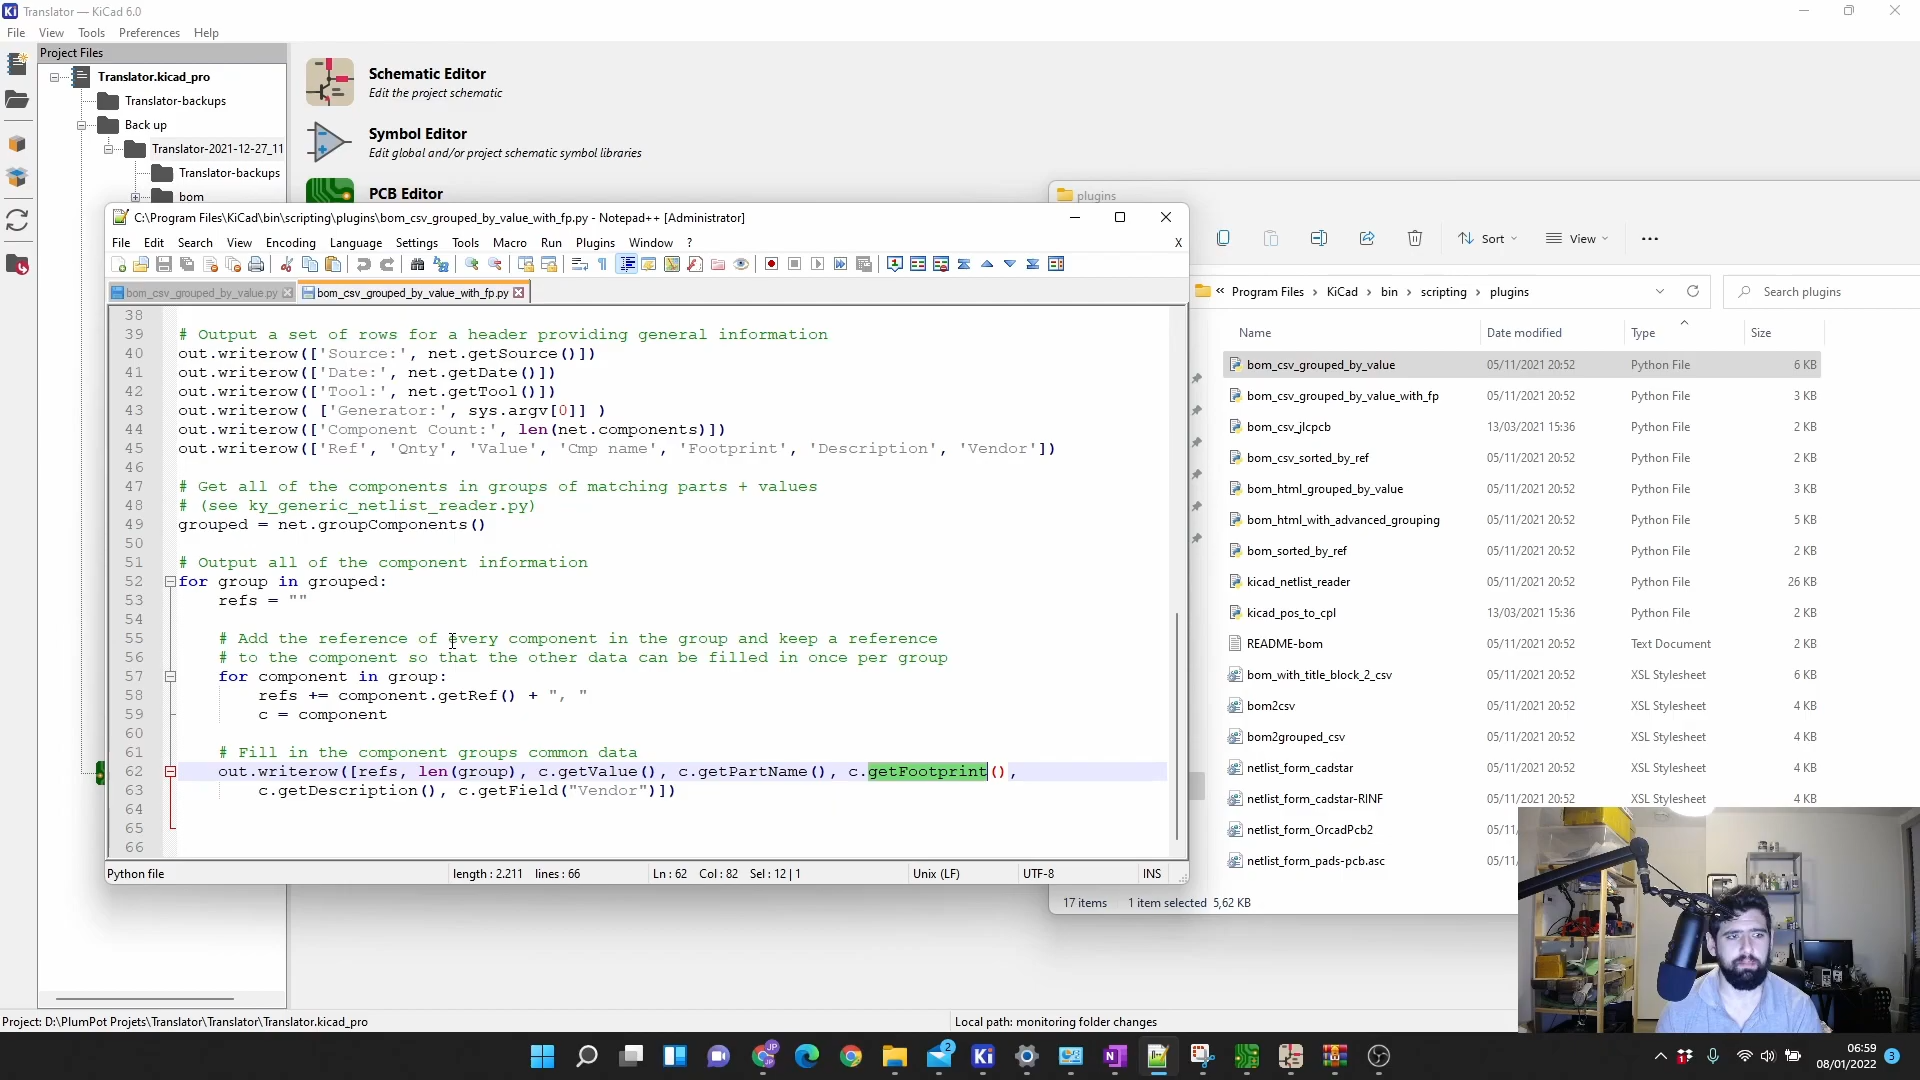 Translator — KiCad 6.0
File View Tools Preferences Help
Project Files
Translator.kicad_pro
Translator-backups
Back up
Translator-2021-12-27_11
Translator-backups
bom
Schematic Editor
Edit the project schematic
Symbol Editor
Edit global and/or project schematic symbol libraries
PCB Editor
C:\Program Files\KiCad\bin\scripting\plugins\bom_csv_grouped_by_value_with_fp.py - Notepad++ [Administrator]
File Edit Search View Encoding Language Settings Tools Macro Run Plugins Window ? X
bom_csv_grouped_by_value.py bom_csv_grouped_by_value_with_fp.py
38
39 # Output a set of rows for a header providing general information
40 out.writerow(['Source:', net.getSource()])
41 out.writerow(['Date:', net.getDate()])
42 out.writerow(['Tool:', net.getTool()])
43 out.writerow( ['Generator:', sys.argv[0]] )
44 out.writerow(['Component Count:', len(net.components)])
45 out.writerow(['Ref', 'Qnty', 'Value', 'Cmp name', 'Footprint', 'Description', 'Vendor'])
46
47 # Get all of the components in groups of matching parts + values
48 # (see ky_generic_netlist_reader.py)
49 grouped = net.groupComponents()
50
51 # Output all of the component information
52 for group in grouped:
53 refs = ""
54
55 # Add the reference of every component in the group and keep a reference
56 # to the component so that the other data can be filled in once per group
57 for component in group:
58 refs += component.getRef() + ", "
59 c = component
60
61 # Fill in the component groups common data
62 out.writerow([refs, len(group), c.getValue(), c.getPartName(), c.getFootprint(),
63 c.getDescription(), c.getField("Vendor")])
64
65
66
Python file length : 2.211 lines : 66 Ln : 62 Col : 82 Sel : 12 | 1 Unix (LF) UTF-8 INS
plugins
Sort View
« Program Files › KiCad › bin › scripting › plugins Search plugins
Name Date modified Type Size
bom_csv_grouped_by_value 05/11/2021 20:52 Python File 6 KB
bom_csv_grouped_by_value_with_fp 05/11/2021 20:52 Python File 3 KB
bom_csv_jlcpcb 13/03/2021 15:36 Python File 2 KB
bom_csv_sorted_by_ref 05/11/2021 20:52 Python File 2 KB
bom_html_grouped_by_value 05/11/2021 20:52 Python File 3 KB
bom_html_with_advanced_grouping 05/11/2021 20:52 Python File 5 KB
bom_sorted_by_ref 05/11/2021 20:52 Python File 2 KB
kicad_netlist_reader 05/11/2021 20:52 Python File 26 KB
kicad_pos_to_cpl 13/03/2021 15:36 Python File 2 KB
README-bom 05/11/2021 20:52 Text Document 2 KB
bom_with_title_block_2_csv 05/11/2021 20:52 XSL Stylesheet 6 KB
bom2csv 05/11/2021 20:52 XSL Stylesheet 4 KB
bom2grouped_csv 05/11/2021 20:52 XSL Stylesheet 4 KB
netlist_form_cadstar 05/11/2021 20:52 XSL Stylesheet 4 KB
netlist_form_cadstar-RINF 05/11/2021 20:52 XSL Stylesheet 4 KB
netlist_form_OrcadPcb2 05/11
netlist_form_pads-pcb.asc 05/11
17 items 1 item selected 5,62 KB
Project: D:\PlumPot Projets\Translator\Translator\Translator.kicad_pro Local path: monitoring folder changes
06:59
08/01/2022 3